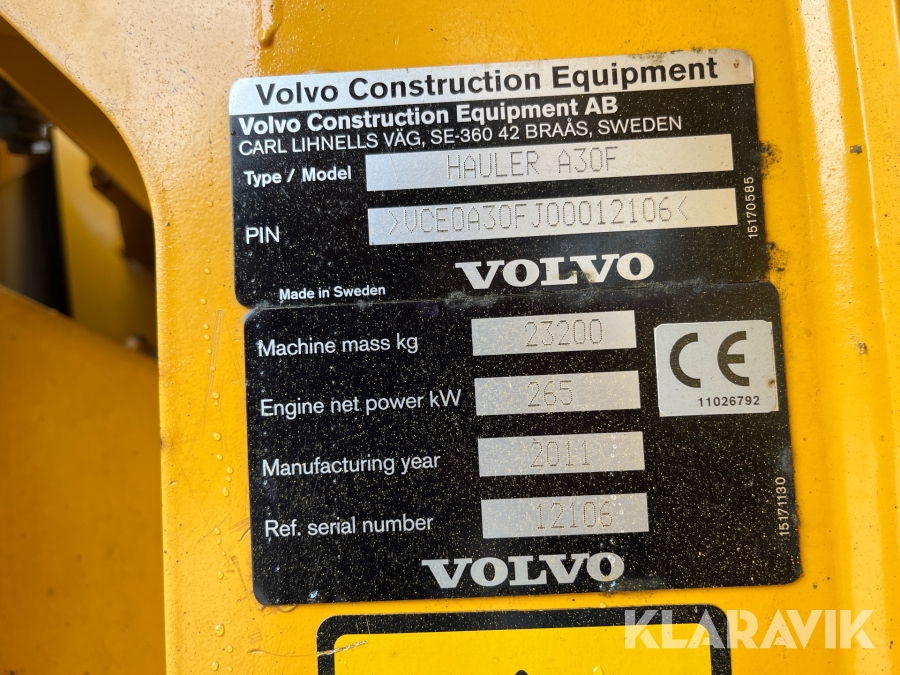 Volvo Construction Equipment
Volvo Construction Equipment AB
CARL LIHNELLS VÄG, SE-360 42 BRAÅS, SWEDEN
Type / Model HAULER A30F
PIN >VCE0A30FJ00012106<
15170585
VOLVO
Made in Sweden
Machine mass kg 23200
CE
11026792
Engine net power kW 265
Manufacturing year 2011
Ref. serial number 12106
15171130
VOLVO
KLARAVIK